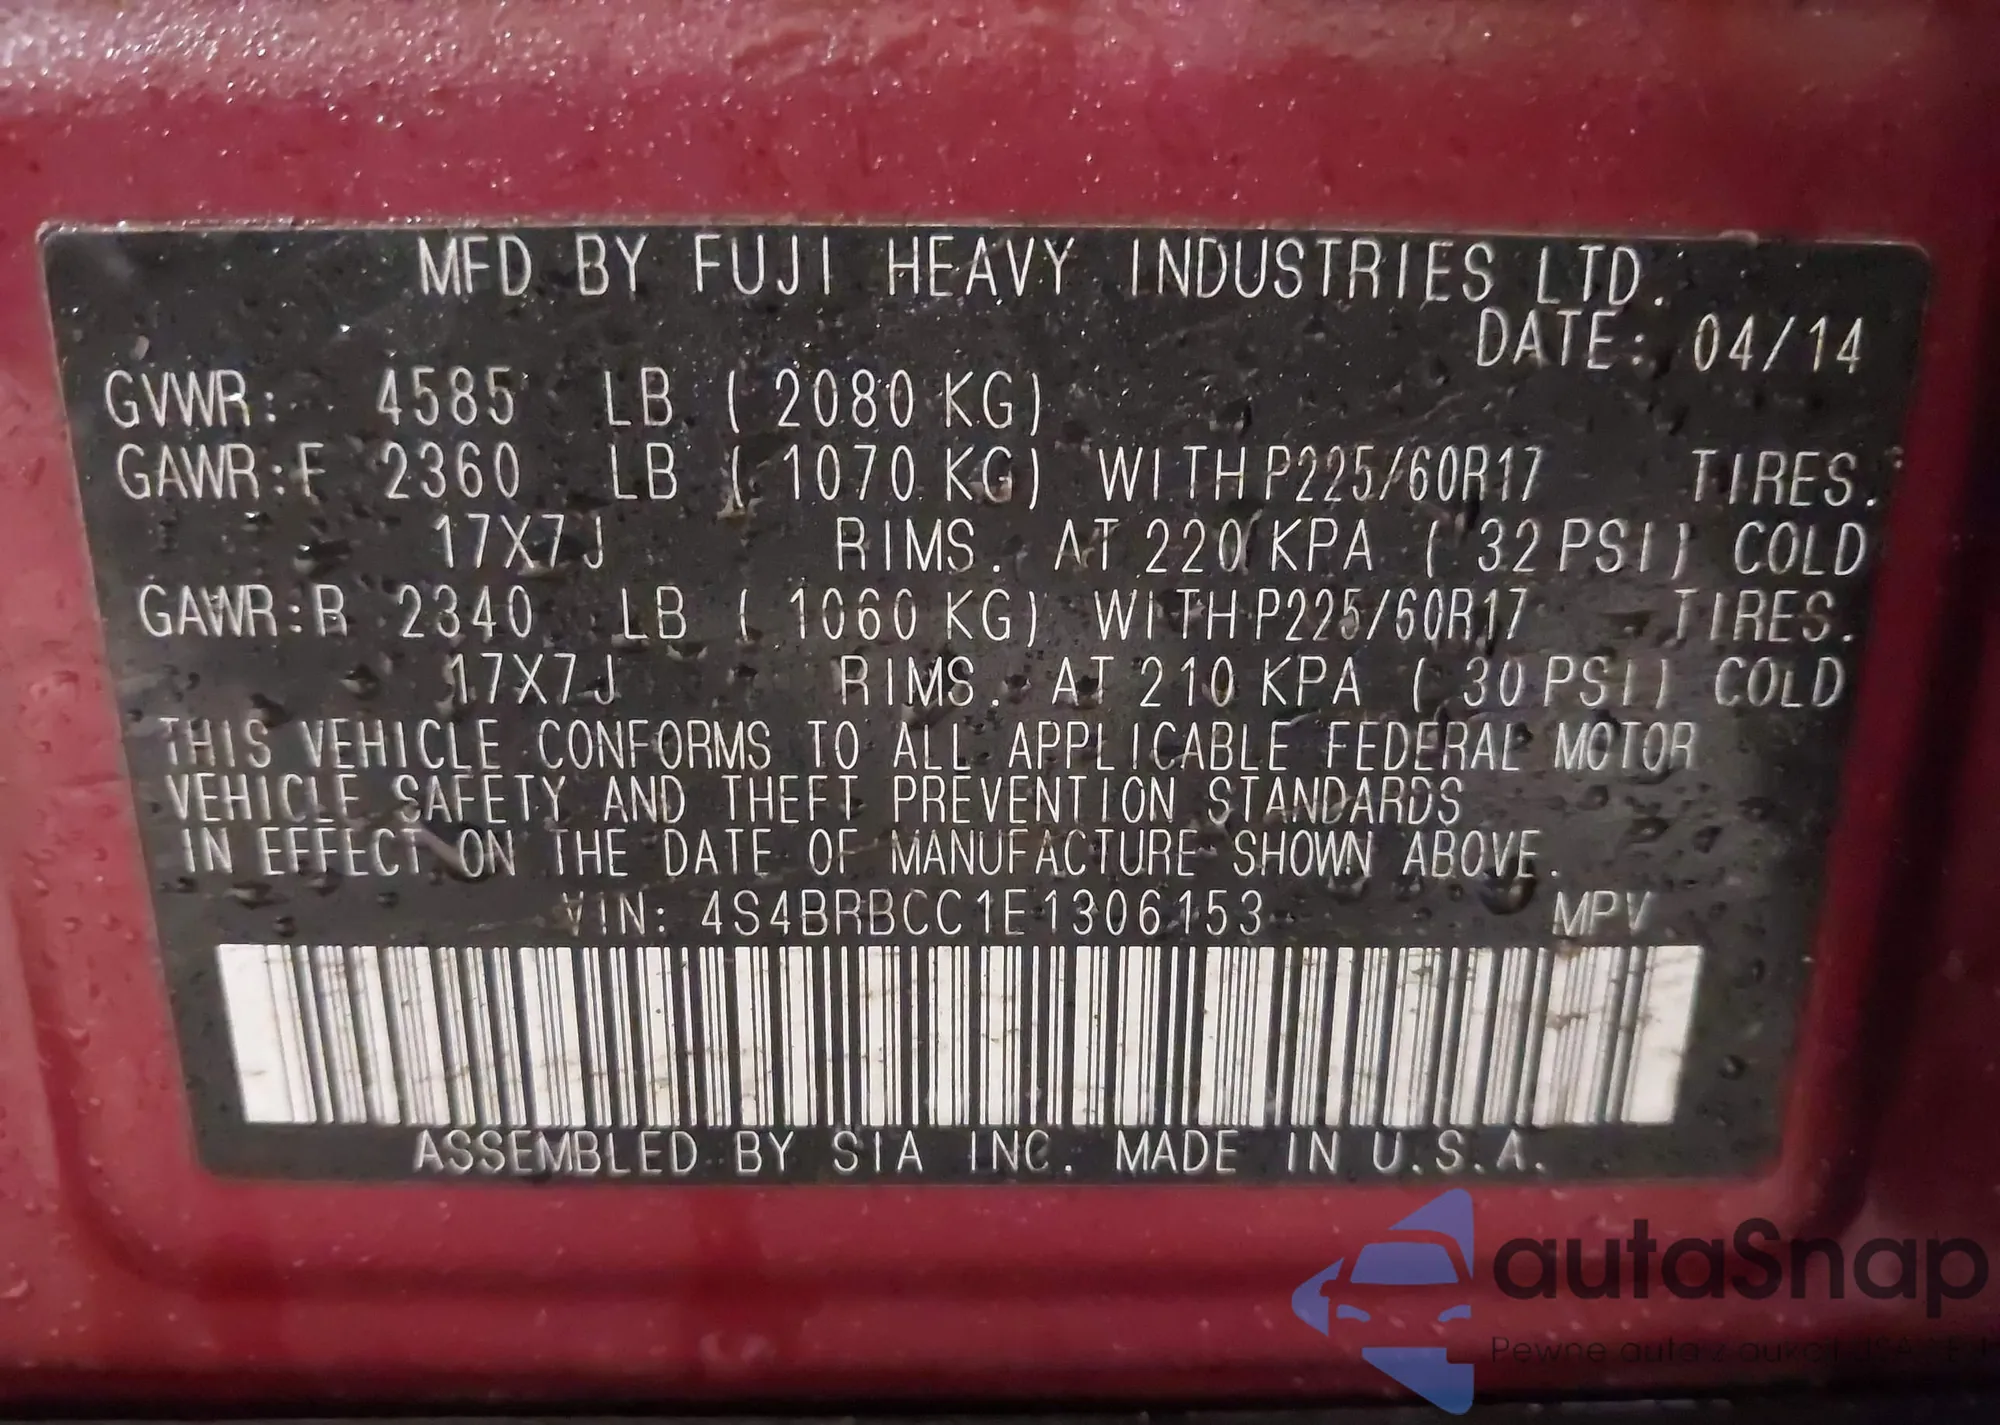 MFD BY FUJI HEAVY INDUSTRIES LTD.
DATE: 04/14
GVWR: 4585 LB ( 2080 KG)
GAWR:F 2360 LB ( 1070 KG) WITH P225/60R17 TIRES.
17X7J RIMS. AT 220 KPA ( 32 PSI) COLD
GAWR:R 2340 LB ( 1060 KG) WITH P225/60R17 TIRES.
17X7J RIMS. AT 210 KPA ( 30 PSI) COLD
THIS VEHICLE CONFORMS TO ALL APPLICABLE FEDERAL MOTOR
VEHICLE SAFETY AND THEFT PREVENTION STANDARDS
IN EFFECT ON THE DATE OF MANUFACTURE SHOWN ABOVE.
VIN: 4S4BRBCC1E1306153 MPV
ASSEMBLED BY SIA INC. MADE IN U.S.A.
autaSnap
Pewne auta z aukcji USA